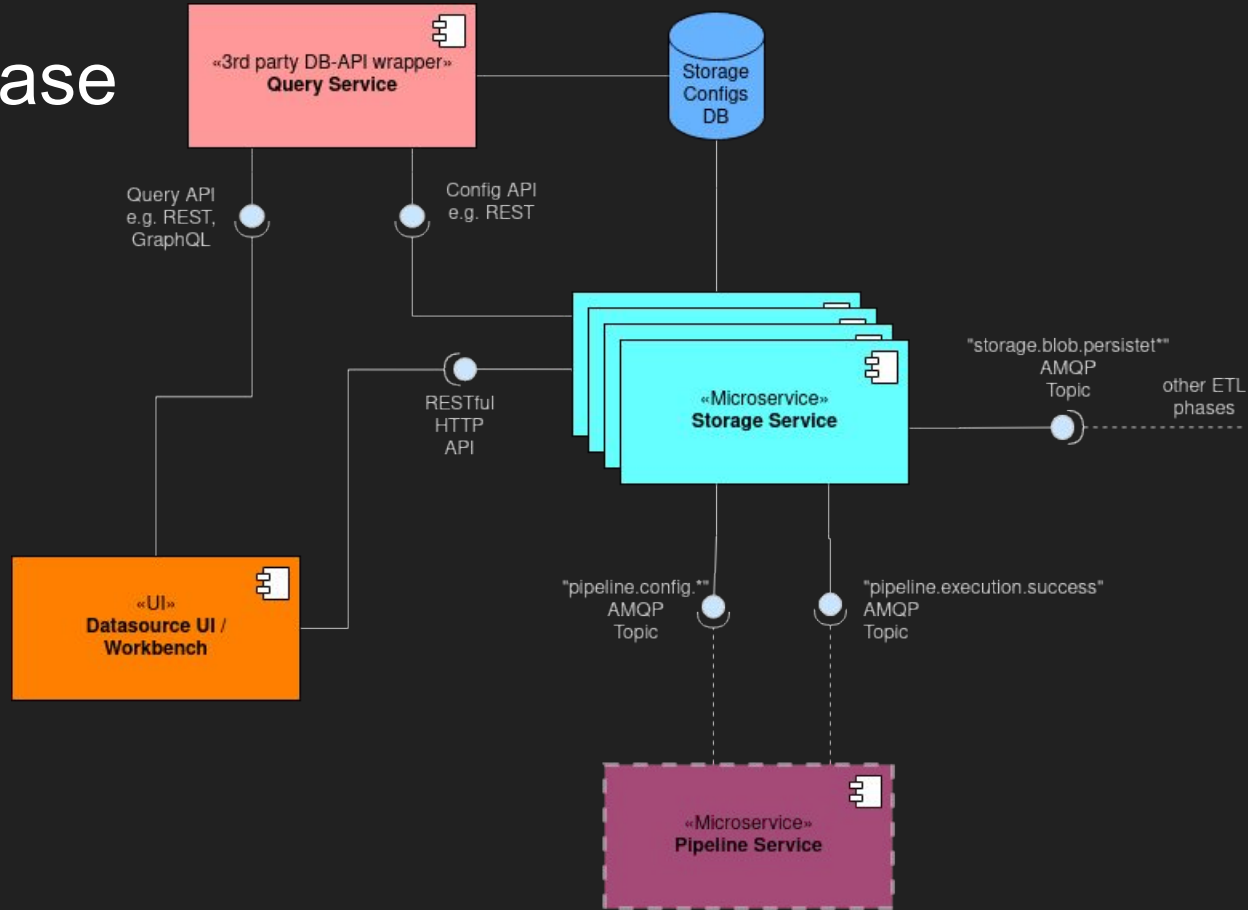 ase
«3rd party DB-API wrapper»
Query Service
Storage
Configs
DB
Query API
e.g. REST,
GraphQL
Config API
e.g. REST
RESTful
HTTP
API
«Microservice»
Storage Service
"storage.blob.persistet*"
AMQP
Topic
other ETL
phases
«UI»
Datasource UI /
Workbench
"pipeline.config.*"
AMQP
Topic
"pipeline.execution.success"
AMQP
Topic
«Microservice»
Pipeline Service